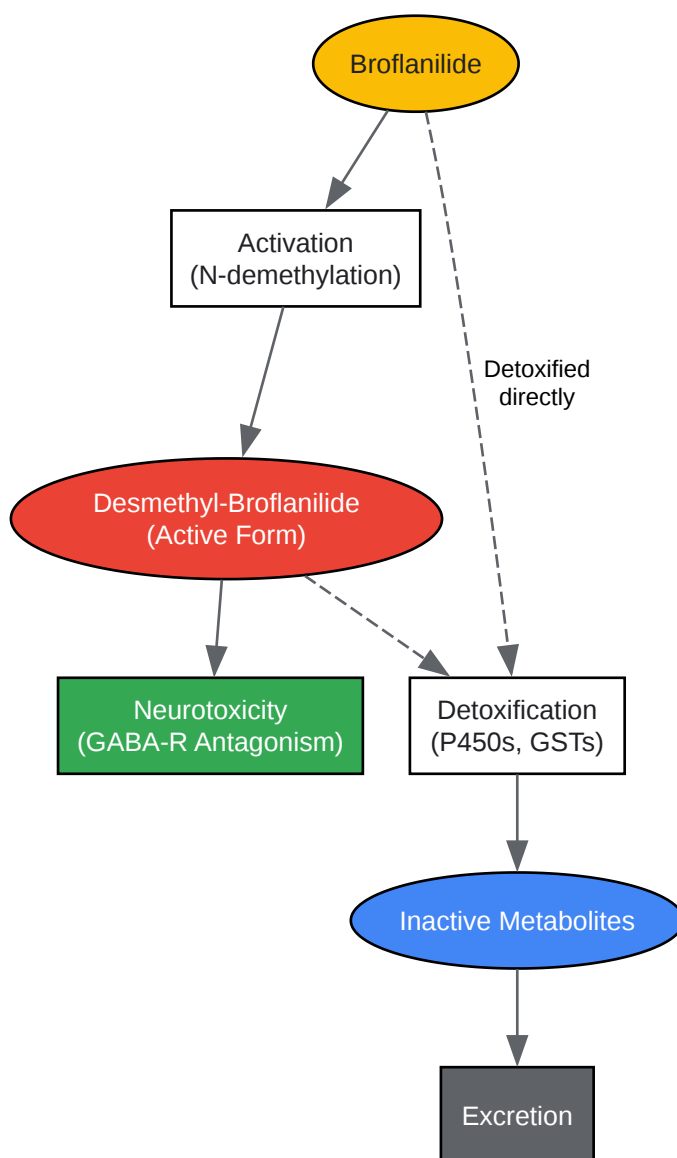 Broflanilide
Activation
(N-demethylation)
Detoxified
directly
Desmethyl-Broflanilide
(Active Form)
Neurotoxicity
(GABA-R Antagonism)
Detoxification
(P450s, GSTs)
Inactive Metabolites
Excretion